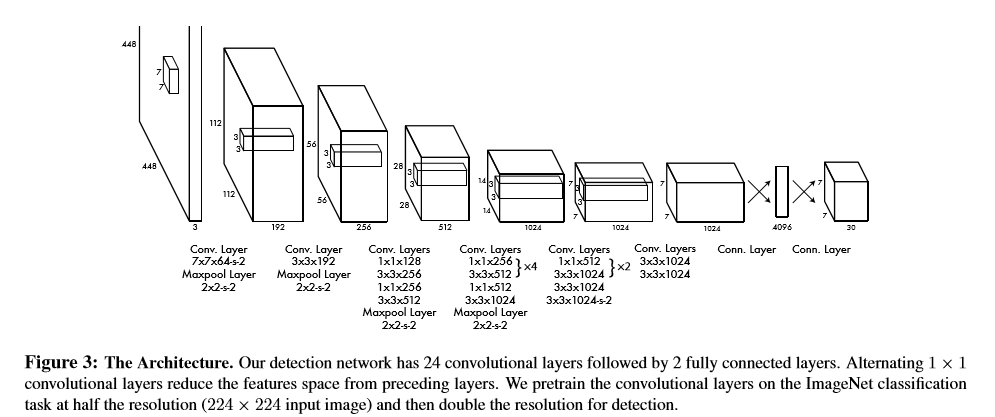 448
7
7
448
3
112
3
3
112
192
56
3
3
56
256
28
3
3
28
512
14
3
3
14
1024
7
3
3
7
1024
7
7
1024
4096
7
7
30
Conv. Layer
7x7x64-s-2
Maxpool Layer
2x2-s-2
Conv. Layer
3x3x192
Maxpool Layer
2x2-s-2
Conv. Layers
1x1x128
3x3x256
1x1x256
3x3x512
Maxpool Layer
2x2-s-2
Conv. Layers
1x1x256
3x3x512 }x4
1x1x512
3x3x1024
Maxpool Layer
2x2-s-2
Conv. Layers
1x1x512
3x3x1024 }x2
3x3x1024
3x3x1024-s-2
Conv. Layers
3x3x1024
3x3x1024
Conn. Layer
Conn. Layer
Figure 3: The Architecture. Our detection network has 24 convolutional layers followed by 2 fully connected layers. Alternating 1 × 1
convolutional layers reduce the features space from preceding layers. We pretrain the convolutional layers on the ImageNet classification
task at half the resolution (224 × 224 input image) and then double the resolution for detection.